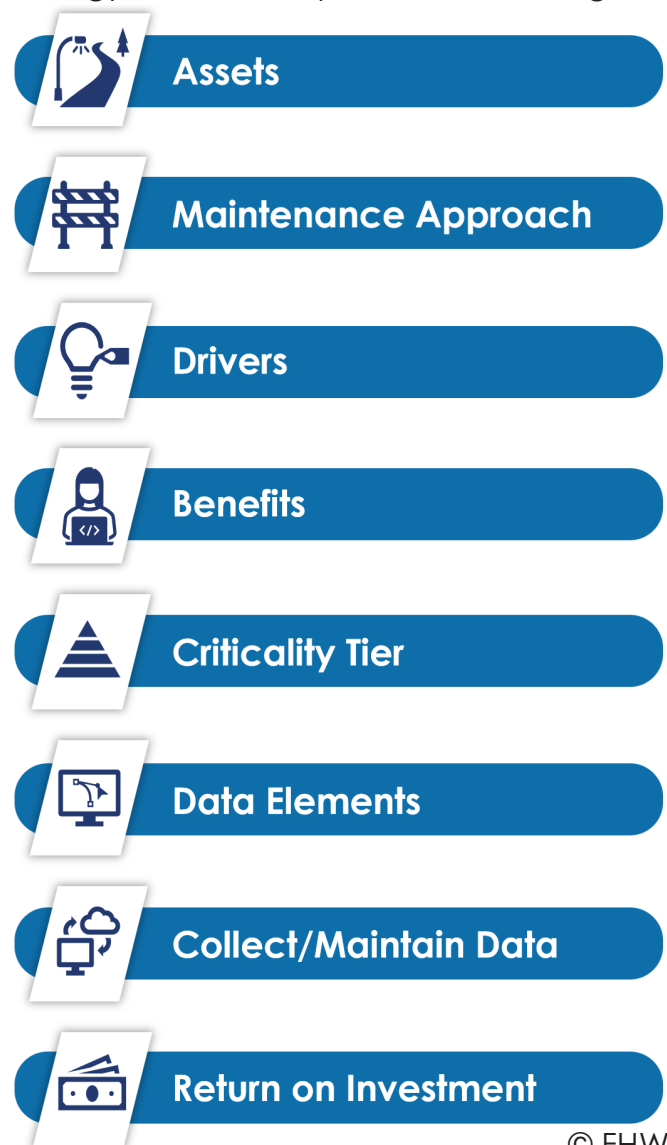 Assets
Maintenance Approach
Drivers
Benefits
</>
Criticality Tier
Data Elements
Collect/Maintain Data
Return on Investment
©